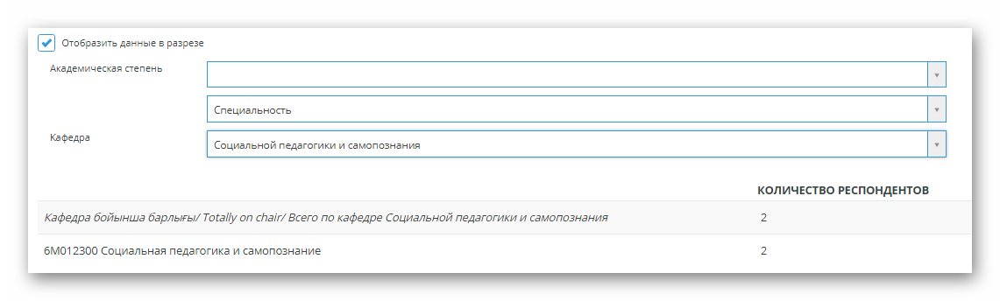 Отобразить данные в разрезе
Академическая степень
Специальность
Кафедра
Социальной педагогики и самопознания
КОЛИЧЕСТВО РЕСПОНДЕНТОВ
Кафедра бойынша барлығы/ Totally on chair/ Всего по кафедре Социальной педагогики и самопознания 2
6М012300 Социальная педагогика и самопознание 2